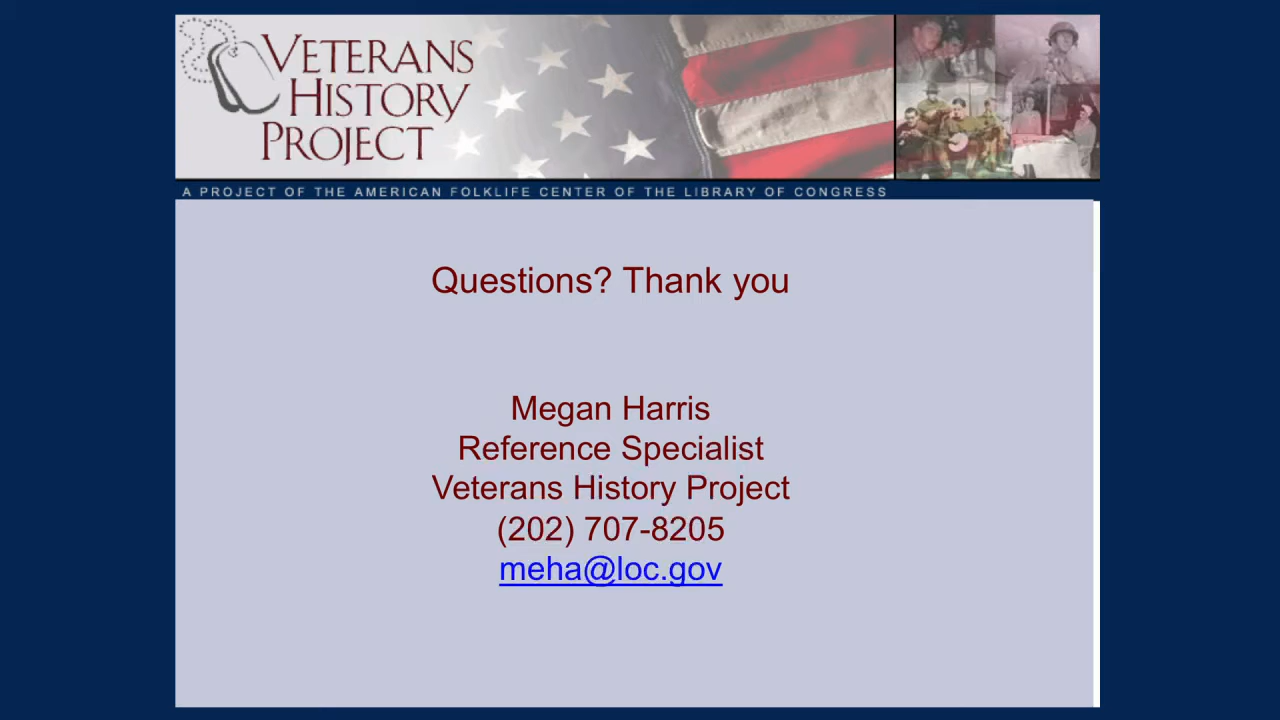 VETERANS
HISTORY
PROJECT
A PROJECT OF THE AMERICAN FOLKLIFE CENTER OF THE LIBRARY OF CONGRESS
Questions? Thank you
Megan Harris
Reference Specialist
Veterans History Project
(202) 707-8205
meha@loc.gov